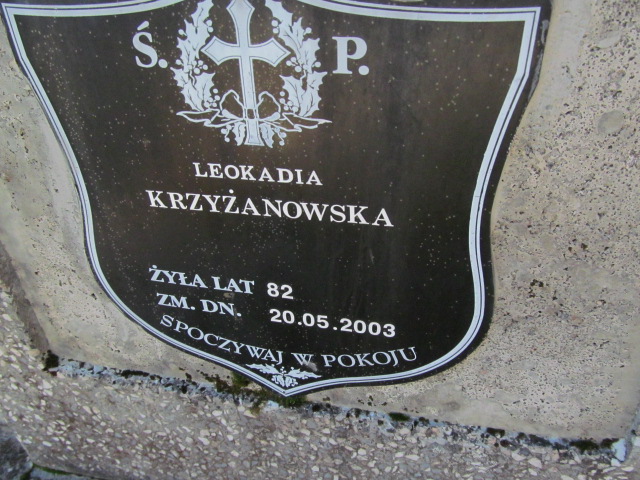 Ś. P.
LEOKADIA
KRZYŻANOWSKA
ŻYŁA LAT 82
ZM. DN. 20.05.2003
SPOCZYWAJ W POKOJU